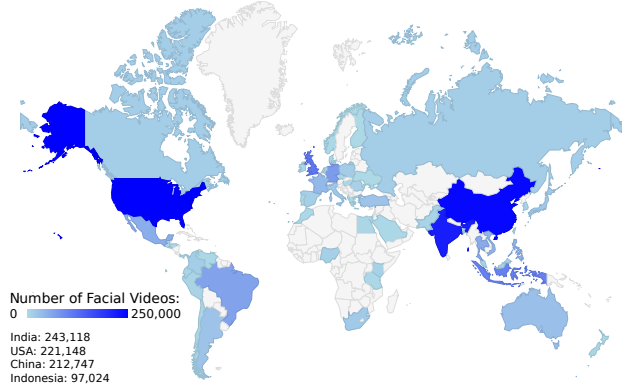 Number of Facial Videos:
0 250,000
India: 243,118
USA: 221,148
China: 212,747
Indonesia: 97,024